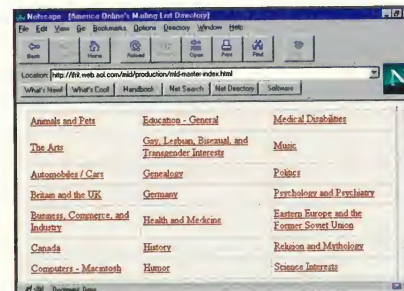 Netscape - [America Online's Mailing List Directory]
File Edit View Go Bookmarks Options Directory Window Help
Back Home Reload Open Print Find
Location: http://ifrit.web.aol.com/mld/production/mld-master-index.html
What's New! What's Cool! Handbook Net Search Net Directory Software
N
Animals and Pets Education - General Medical Disabilities
The Arts Gay, Lesbian, Bisexual, and Transgender Interests Music
Automobiles / Cars Genealogy Politics
Britain and the UK Germany Psychology and Psychiatry
Business, Commerce, and Industry Health and Medicine Eastern Europe and the Former Soviet Union
Canada History Religion and Mythology
Computers - Macintosh Humor Science Interests
Document: Done